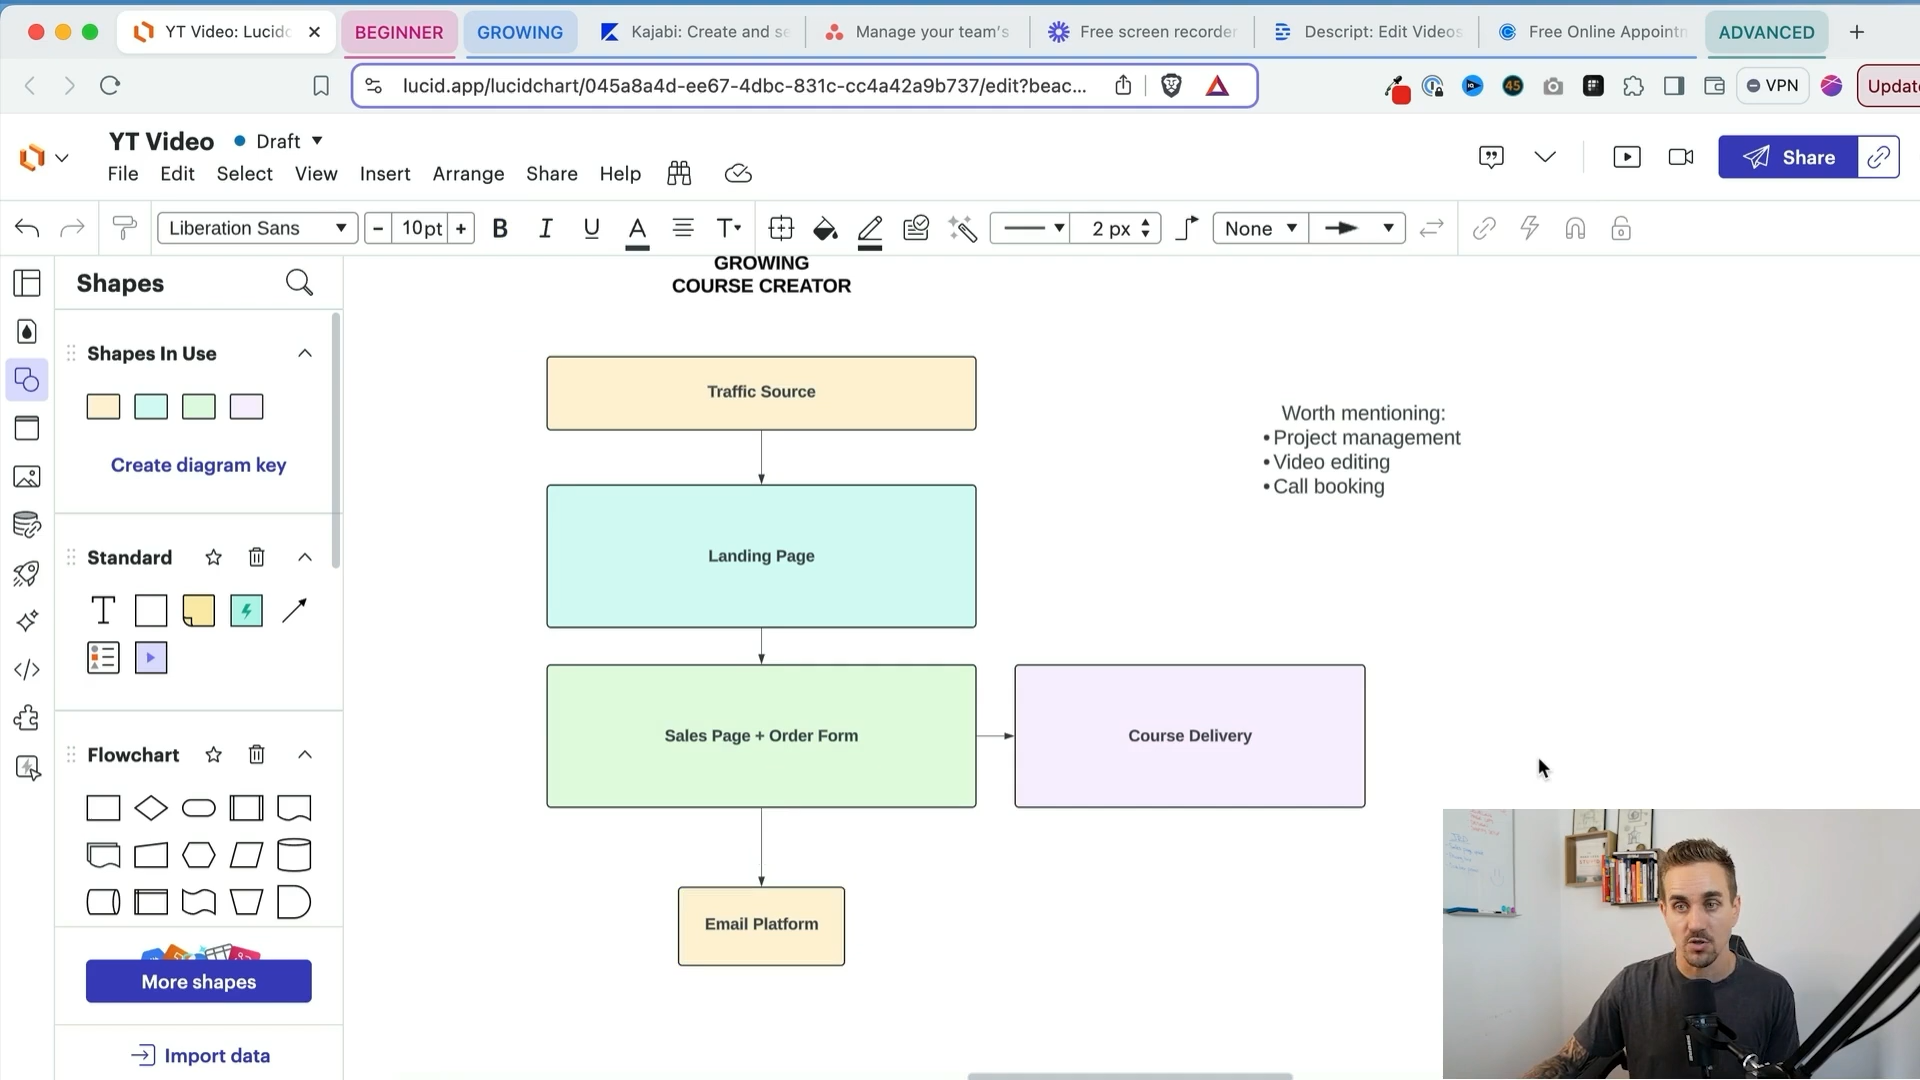 YT Video: Lucidc
BEGINNER
GROWING
Kajabi: Create and se
Manage your team's
Free screen recorder
Descript: Edit Videos
Free Online Appointn
ADVANCED
lucid.app/lucidchart/045a8a4d-ee67-4dbc-831c-cc4a42a9b737/edit?beac...
45
VPN
Update
YT Video
Draft
File
Edit
Select
View
Insert
Arrange
Share
Help
Share
Liberation Sans
10pt
B
I
U
A
T
2 px
None
Shapes
GROWING
COURSE CREATOR
Shapes In Use
Create diagram key
Standard
T
Flowchart
More shapes
Import data
Traffic Source
Landing Page
Sales Page + Order Form
Course Delivery
Email Platform
Worth mentioning:
• Project management
• Video editing
• Call booking